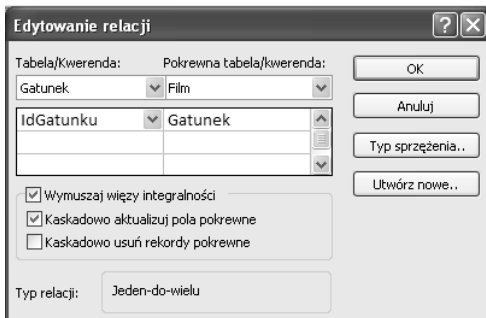 Edytowanie relacji
Tabela/Kwerenda: Pokrewna tabela/kwerenda:
Gatunek Film
IdGatunku Gatunek
OK
Anuluj
Typ sprzężenia..
Utwórz nowe..
Wymuszaj więzy integralności
Kaskadowo aktualizuj pola pokrewne
Kaskadowo usuń rekordy pokrewne
Typ relacji: Jeden-do-wielu